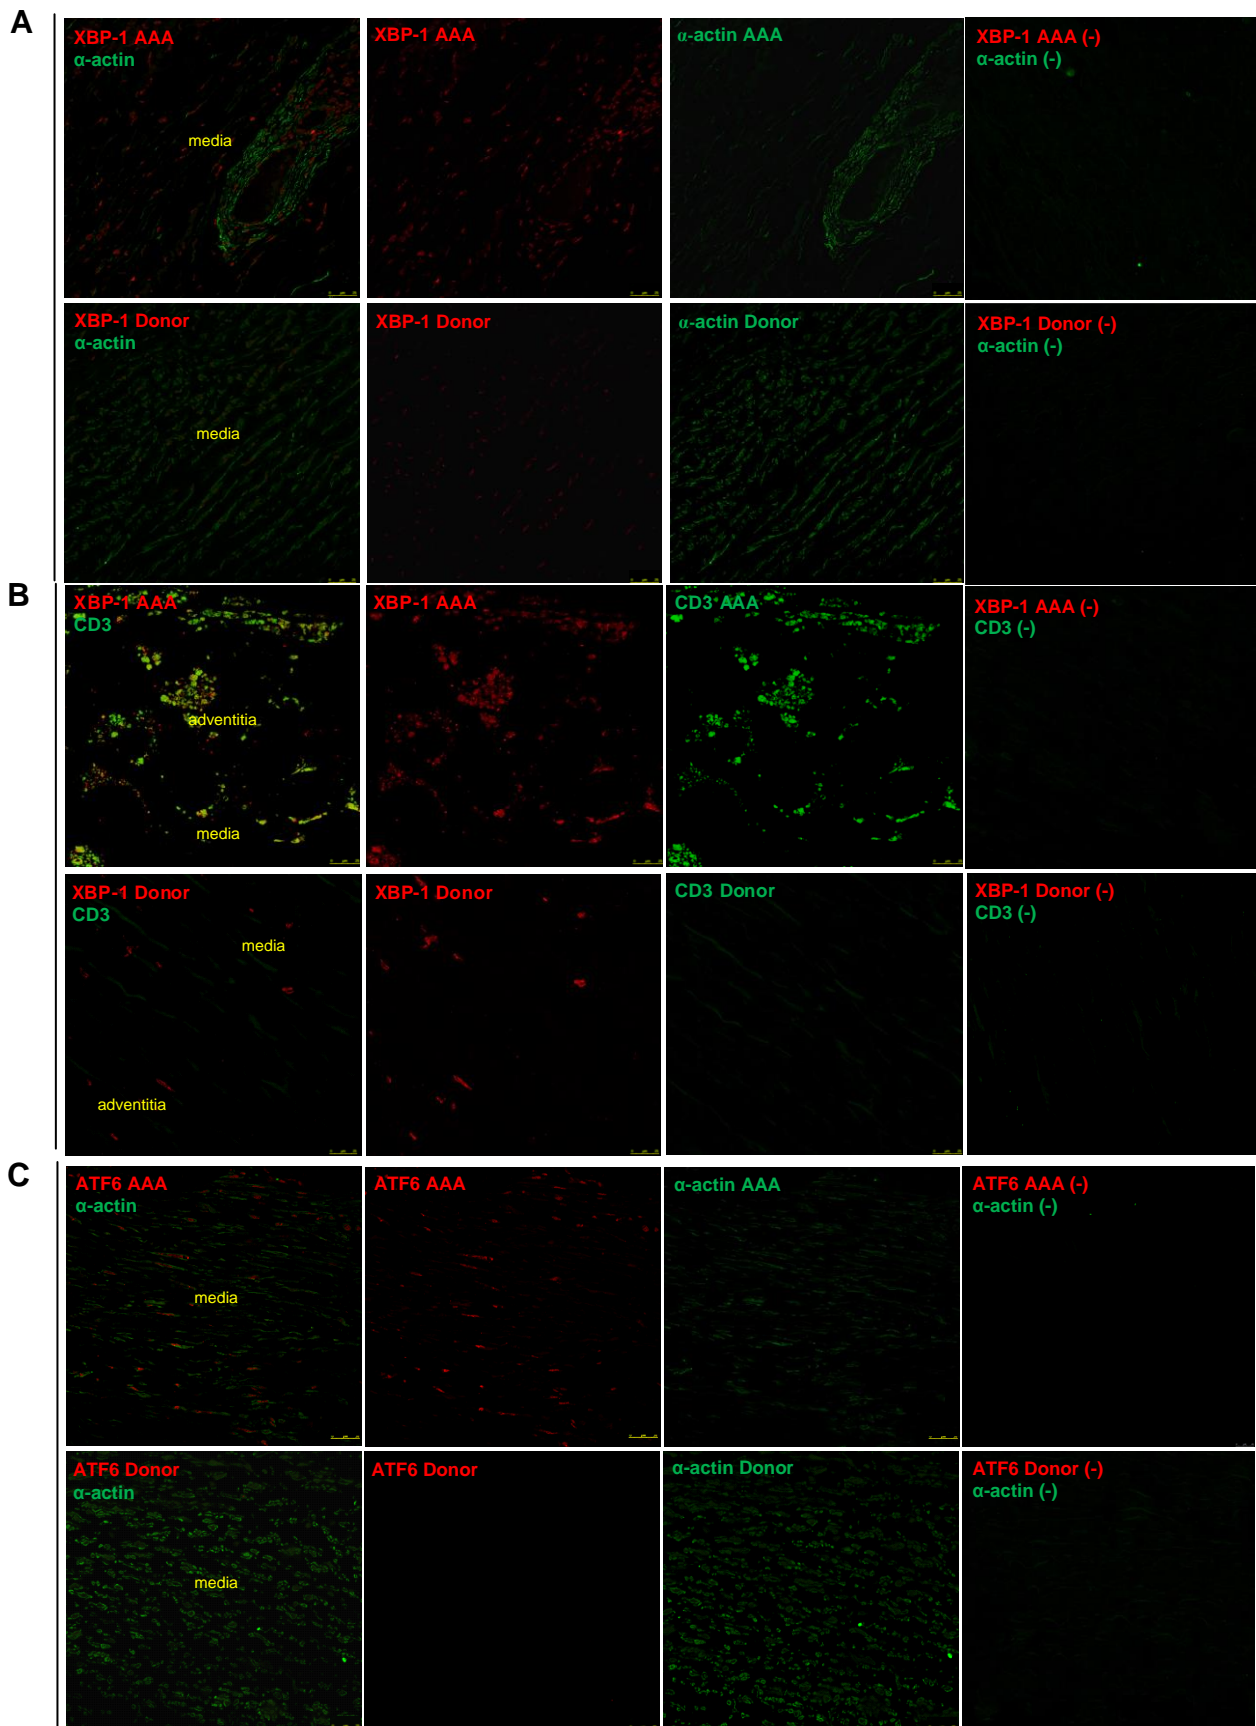 A
XBP-1 AAA
α-actin
media
XBP-1 AAA
α-actin AAA
XBP-1 AAA (-)
α-actin (-)
XBP-1 Donor
α-actin
media
XBP-1 Donor
α-actin Donor
XBP-1 Donor (-)
α-actin (-)
B
XBP-1 AAA
CD3
adventitia
media
XBP-1 AAA
CD3 AAA
XBP-1 AAA (-)
CD3 (-)
XBP-1 Donor
CD3
media
adventitia
XBP-1 Donor
CD3 Donor
XBP-1 Donor (-)
CD3 (-)
C
ATF6 AAA
α-actin
media
ATF6 AAA
α-actin AAA
ATF6 AAA (-)
α-actin (-)
ATF6 Donor
α-actin
media
ATF6 Donor
α-actin Donor
ATF6 Donor (-)
α-actin (-)